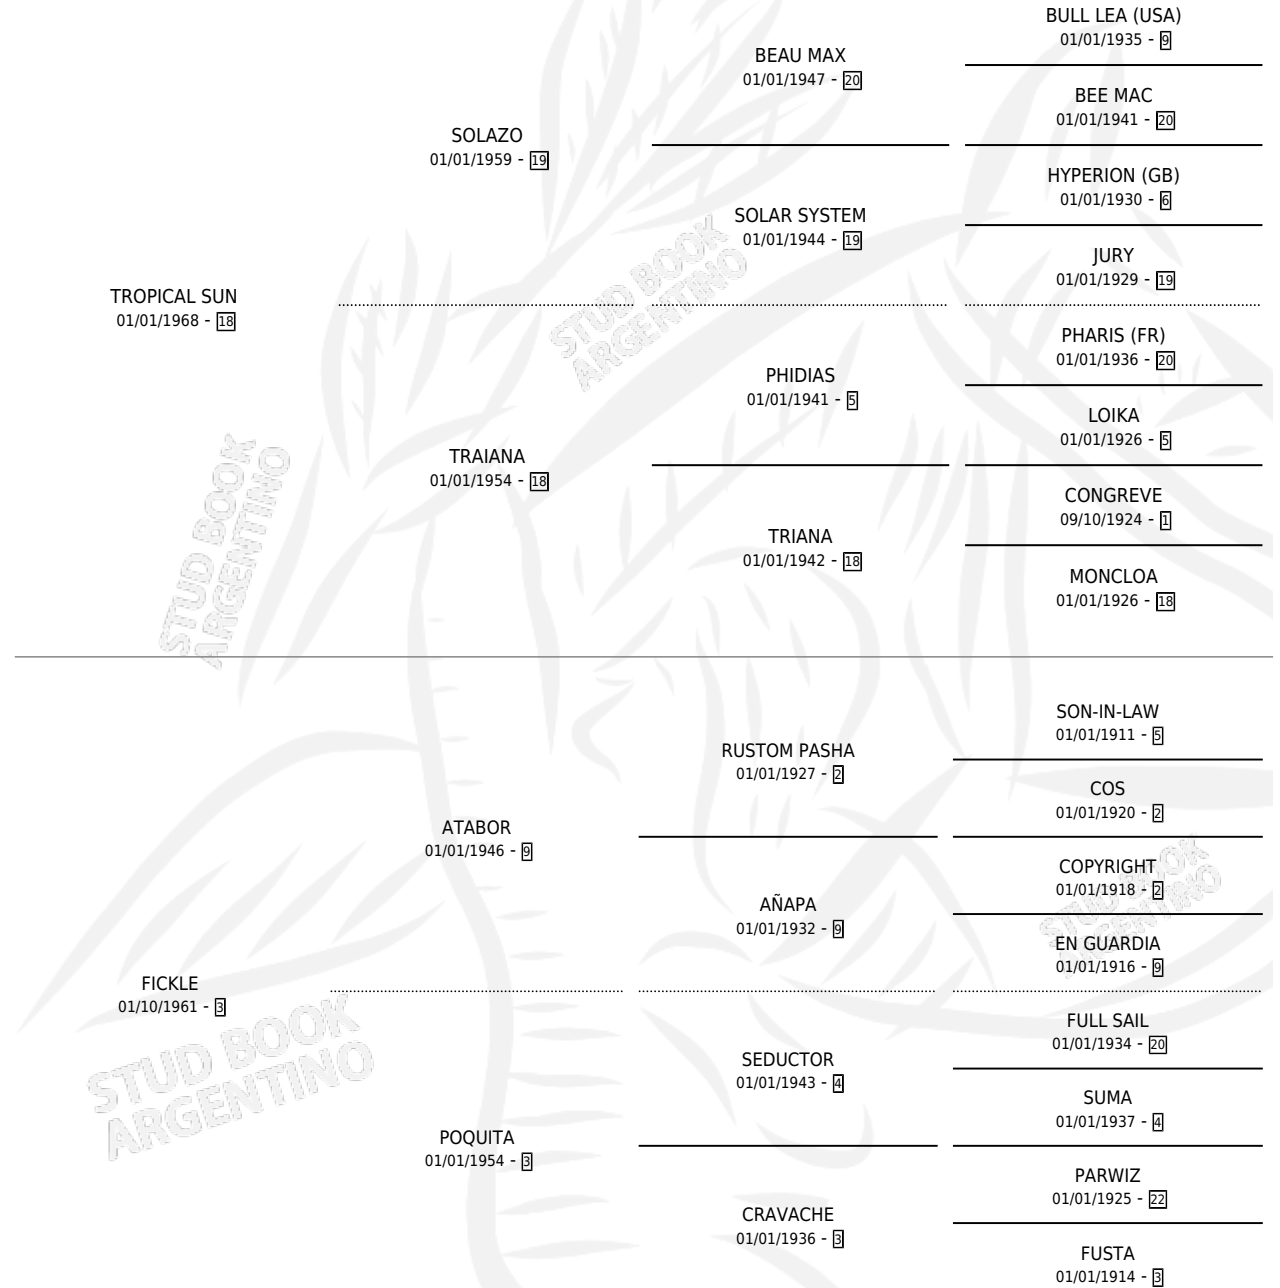 BULL LEA (USA)
01/01/1935 - 9
BEAU MAX
01/01/1947 - 20
BEE MAC
01/01/1941 - 20
SOLAZO
01/01/1959 - 19
HYPERION (GB)
01/01/1930 - 6
SOLAR SYSTEM
01/01/1944 - 19
JURY
01/01/1929 - 19
STUD BOOK
ARGENTINO
TROPICAL SUN
01/01/1968 - 18
PHARIS (FR)
01/01/1936 - 20
PHIDIAS
01/01/1941 - 5
LOIKA
01/01/1926 - 5
TRAIANA
01/01/1954 - 18
CONGREVE
09/10/1924 - 1
TRIANA
01/01/1942 - 18
MONCLOA
01/01/1926 - 18
STUD BOOK
ARGENTINO
SON-IN-LAW
01/01/1911 - 5
RUSTOM PASHA
01/01/1927 - 2
COS
01/01/1920 - 2
ATABOR
01/01/1946 - 9
COPYRIGHT
01/01/1918 - 2
AÑAPA
01/01/1932 - 9
EN GUARDIA
01/01/1916 - 9
STUD BOOK
ARGENTINO
FICKLE
01/10/1961 - 3
FULL SAIL
01/01/1934 - 20
SEDUCTOR
01/01/1943 - 4
SUMA
01/01/1937 - 4
STUD BOOK
ARGENTINO
POQUITA
01/01/1954 - 3
PARWIZ
01/01/1925 - 22
CRAVACHE
01/01/1936 - 3
FUSTA
01/01/1914 - 3